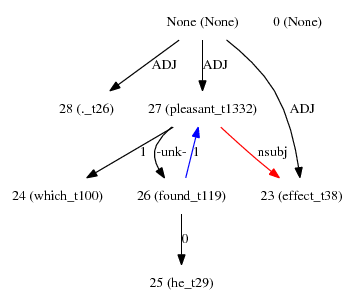 None (None) 0 (None)
ADJ ADJ
ADJ
28 (._t26) 27 (pleasant_t1332)
1 -unk- 1 nsubj
24 (which_t100) 26 (found_t119) 23 (effect_t38)
0
25 (he_t29)